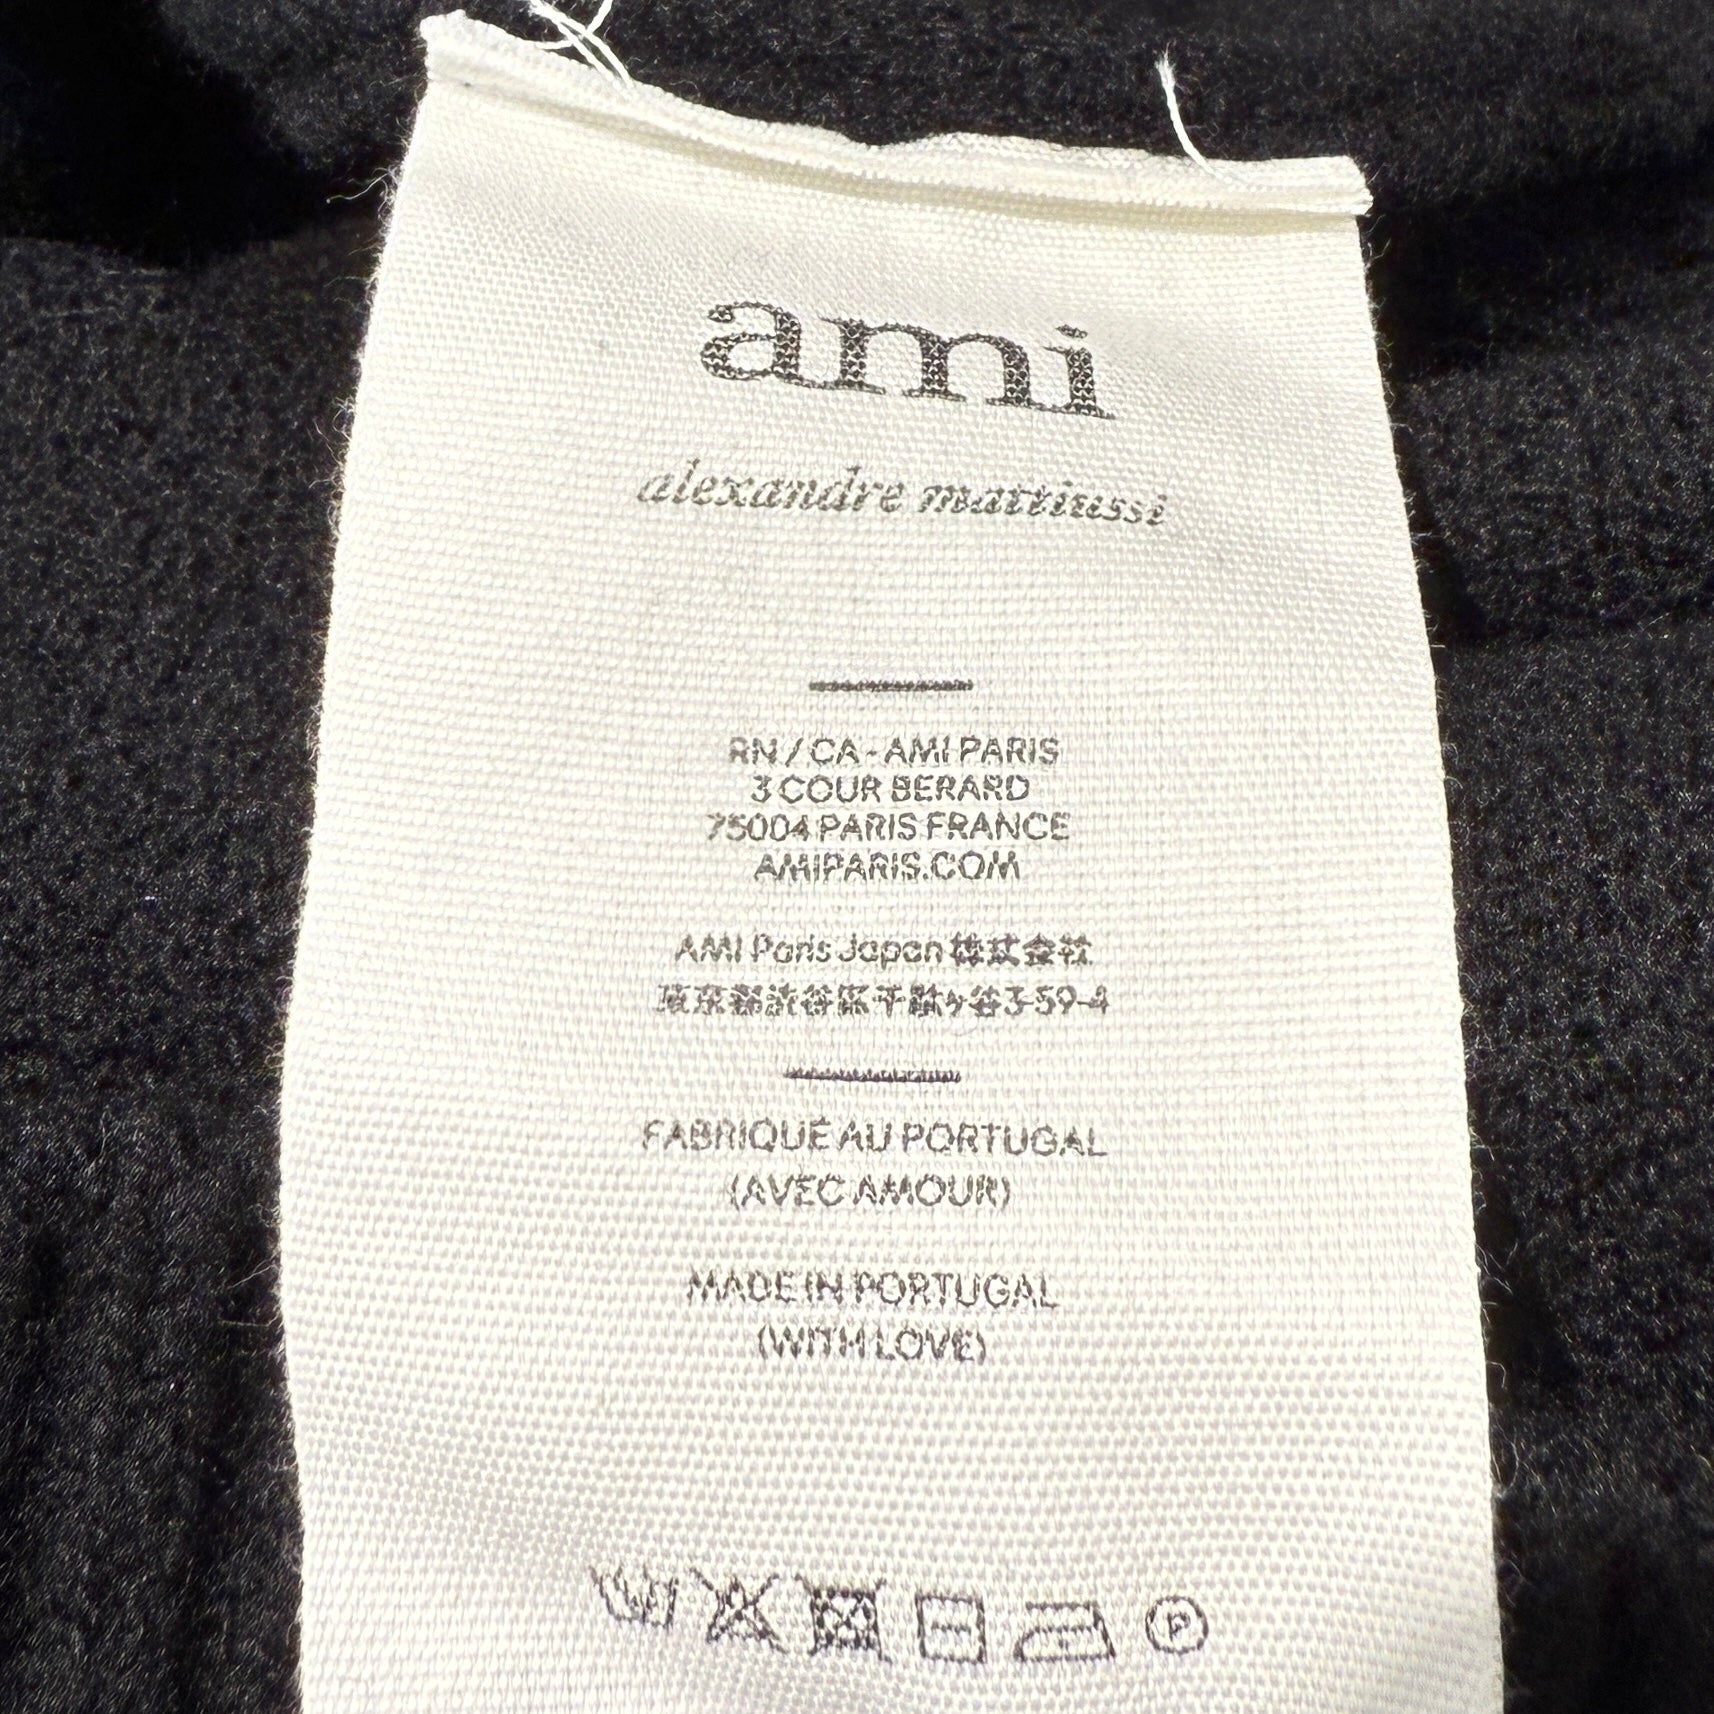 ami
alexandre mattiussi
RN / CA - AMI PARIS
3 COUR BERARD
75004 PARIS FRANCE
AMIPARIS.COM
AMI Paris Japan 株式会社
東京都渋谷区千駄ヶ谷3-59-4
FABRIQUÉ AU PORTUGAL
(AVEC AMOUR)
MADE IN PORTUGAL
(WITH LOVE)
P